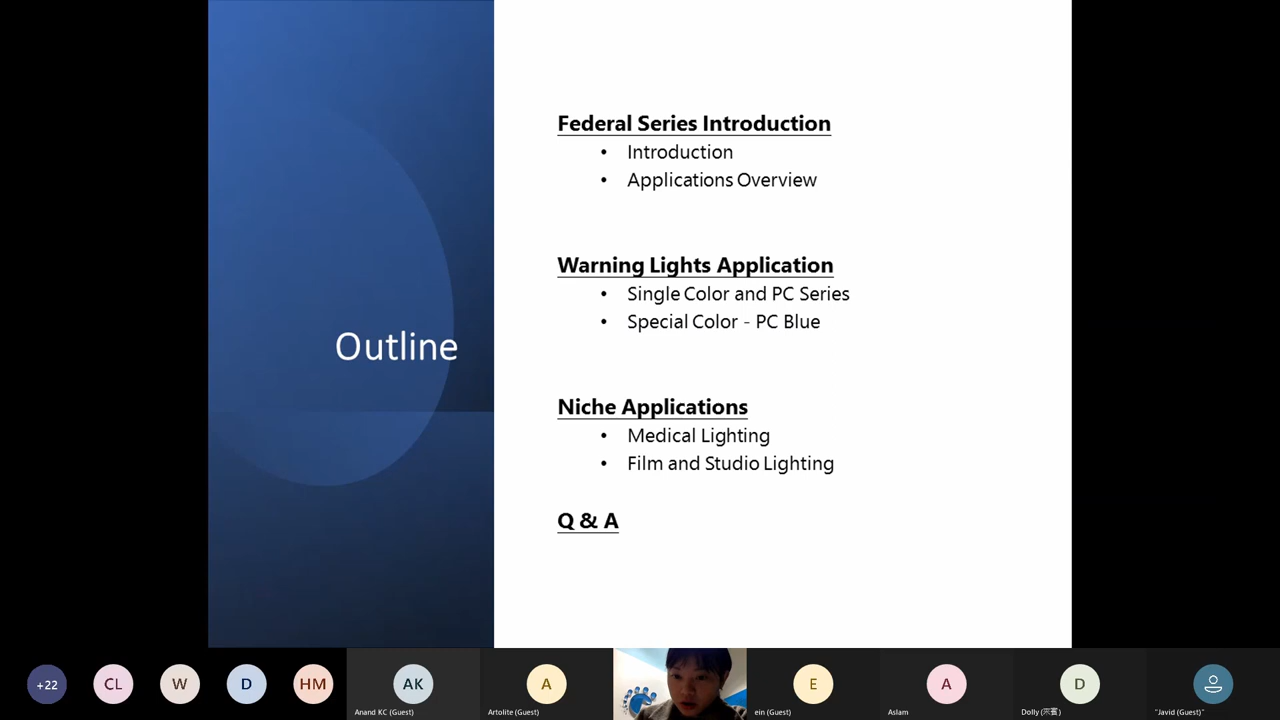 Outline
Federal Series Introduction
• Introduction
• Applications Overview
Warning Lights Application
• Single Color and PC Series
• Special Color - PC Blue
Niche Applications
• Medical Lighting
• Film and Studio Lighting
Q & A
+22
CL
W
D
HM
AK
A
E
A
D
Anand KC (Guest)
Artolite (Guest)
ein (Guest)
Aslam
Dolly (宗賓)
"Javid (Guest)"